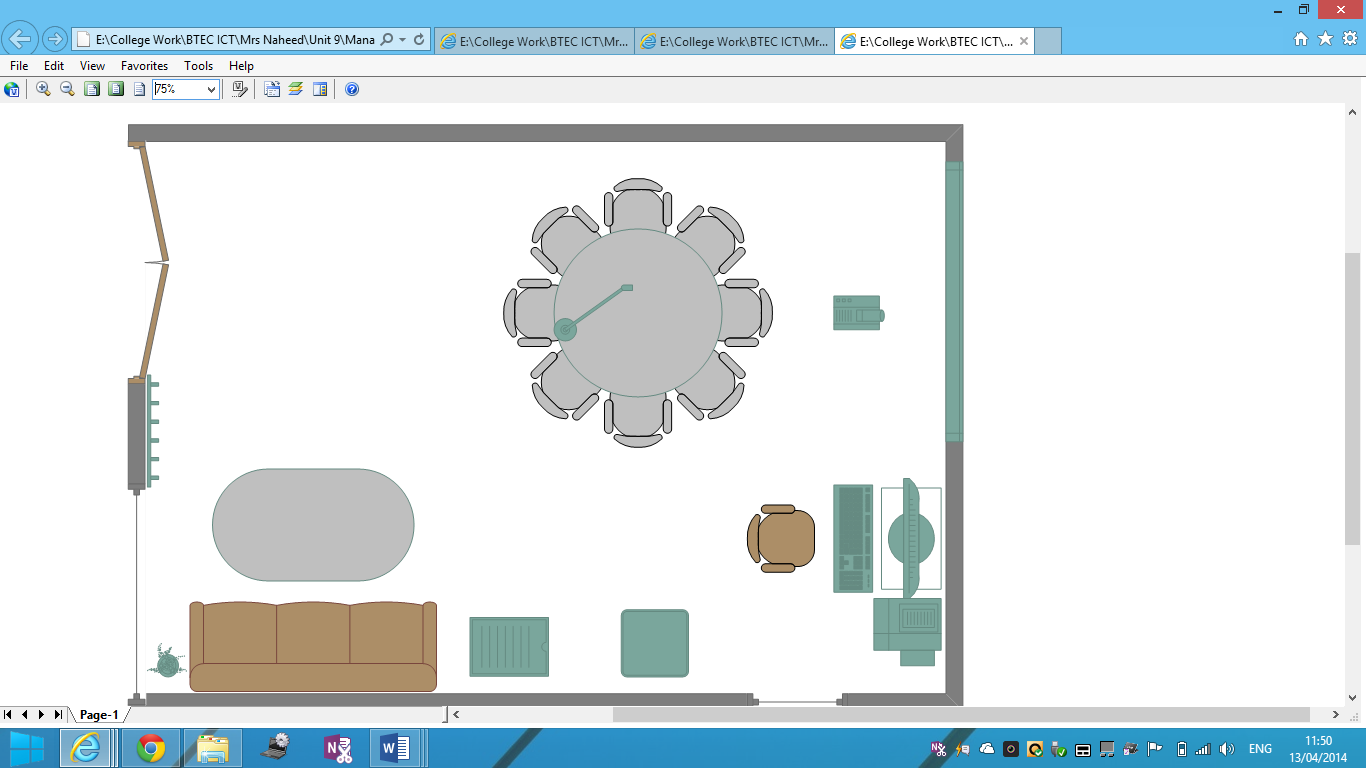 E:\College Work\BTEC ICT\Mrs Naheed\Unit 9\Mana
E:\College Work\BTEC ICT\Mr...
E:\College Work\BTEC ICT\Mr...
E:\College Work\BTEC ICT\...
File Edit View Favorites Tools Help
75%
Page-1
ENG
11:50
13/04/2014